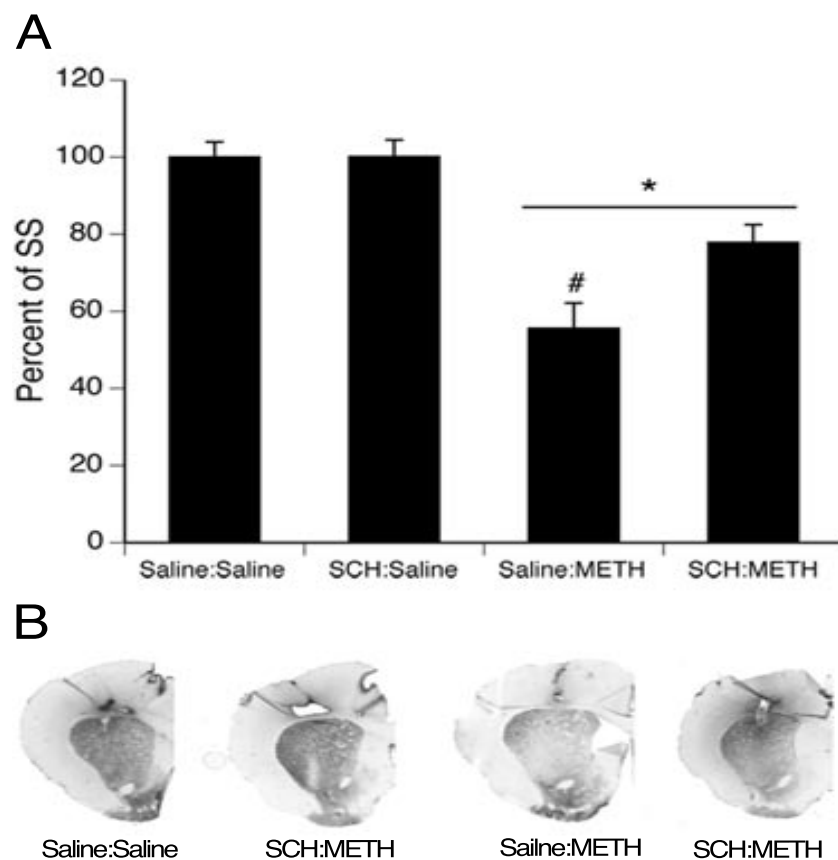 A
Percent of SS
120
100
80
60
40
20
0
*
#
Saline:Saline SCH:Saline Saline:METH SCH:METH
B
Saline:Saline SCH:METH Sailne:METH SCH:METH